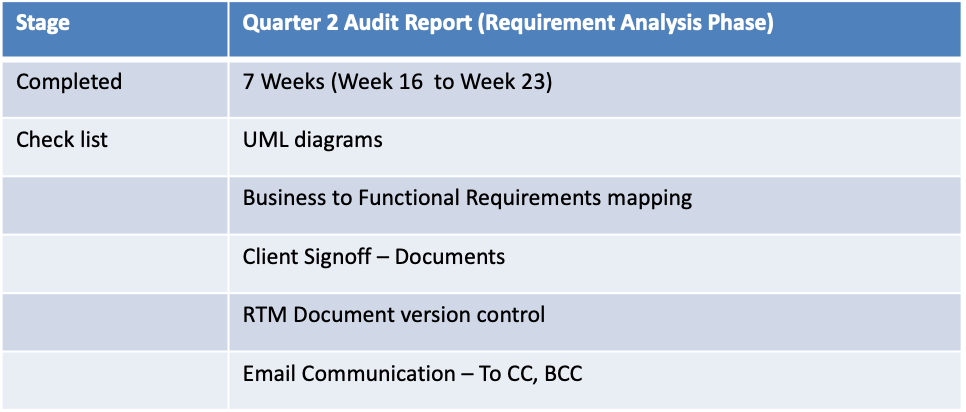 Stage Quarter 2 Audit Report (Requirement Analysis Phase)
Completed 7 Weeks (Week 16 to Week 23)
Check list UML diagrams
Business to Functional Requirements mapping
Client Signoff – Documents
RTM Document version control
Email Communication – To CC, BCC